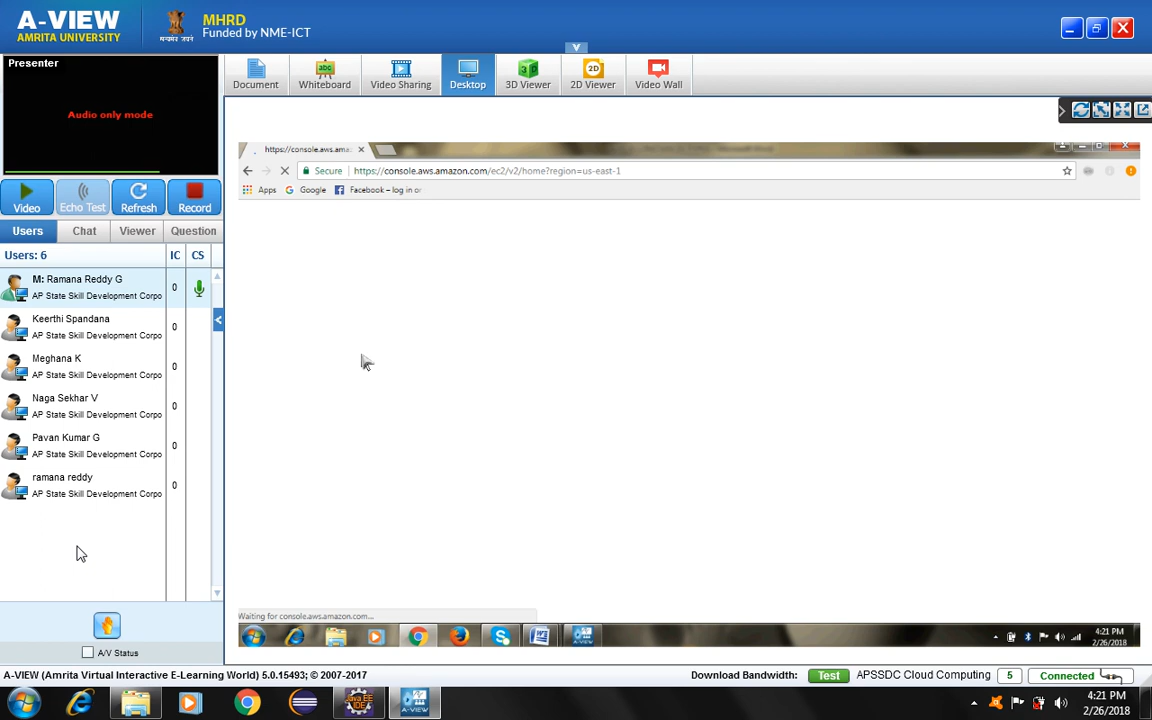 A-VIEW
AMRITA UNIVERSITY
MHRD
Funded by NME-ICT
Presenter
Audio only mode
Document
Whiteboard
Video Sharing
Desktop
3D Viewer
2D Viewer
Video Wall
Video
Echo Test
Refresh
Record
Users
Chat
Viewer
Question
Users: 6
IC
CS
M: Ramana Reddy G
AP State Skill Development Corpo
0
Keerthi Spandana
AP State Skill Development Corpo
0
Meghana K
AP State Skill Development Corpo
0
Naga Sekhar V
AP State Skill Development Corpo
0
Pavan Kumar G
AP State Skill Development Corpo
0
ramana reddy
AP State Skill Development Corpo
0
A/V Status
https://console.aws.ama
Secure
https://console.aws.amazon.com/ec2/v2/home?region=us-east-1
Apps
Google
Facebook – log in or
Waiting for console.aws.amazon.com...
4:21 PM
2/26/2018
A-VIEW (Amrita Virtual Interactive E-Learning World) 5.0.15493; © 2007-2017
Download Bandwidth:
Test
APSSDC Cloud Computing
5
Connected
4:21 PM
2/26/2018